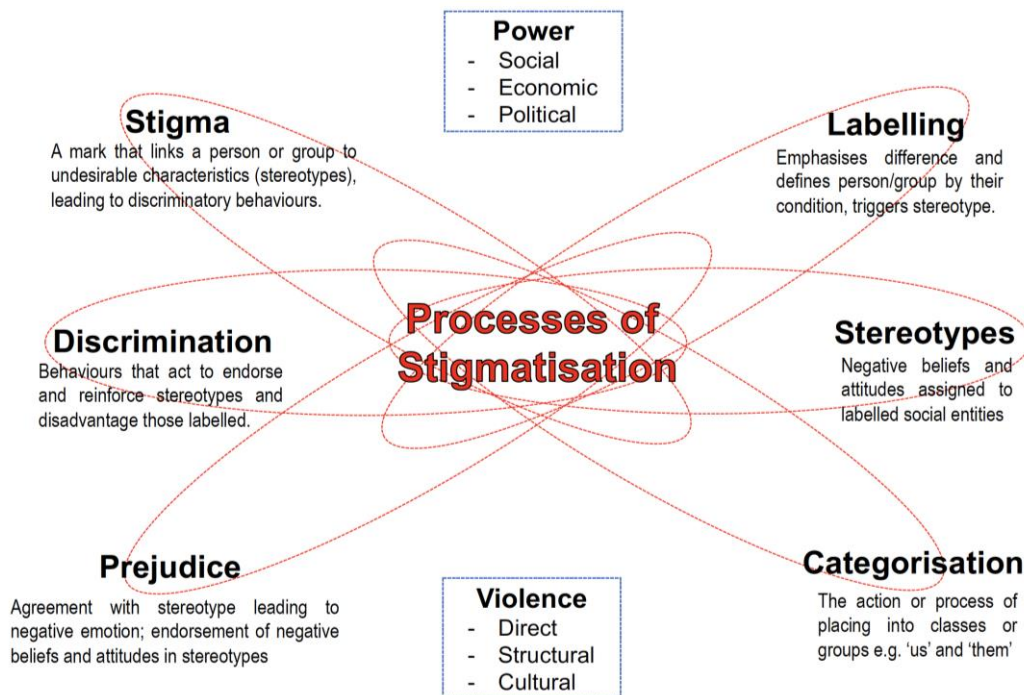 Power
- Social
- Economic
- Political
Stigma
A mark that links a person or group to
undesirable characteristics (stereotypes),
leading to discriminatory behaviours.
Labelling
Emphasises difference and
defines person/group by their
condition, triggers stereotype.
Processes of
Stigmatisation
Discrimination
Behaviours that act to endorse
and reinforce stereotypes and
disadvantage those labelled.
Stereotypes
Negative beliefs and
attitudes assigned to
labelled social entities
Prejudice
Agreement with stereotype leading to
negative emotion; endorsement of negative
beliefs and attitudes in stereotypes
Violence
- Direct
- Structural
- Cultural
Categorisation
The action or process of
placing into classes or
groups e.g. ‘us’ and ‘them’